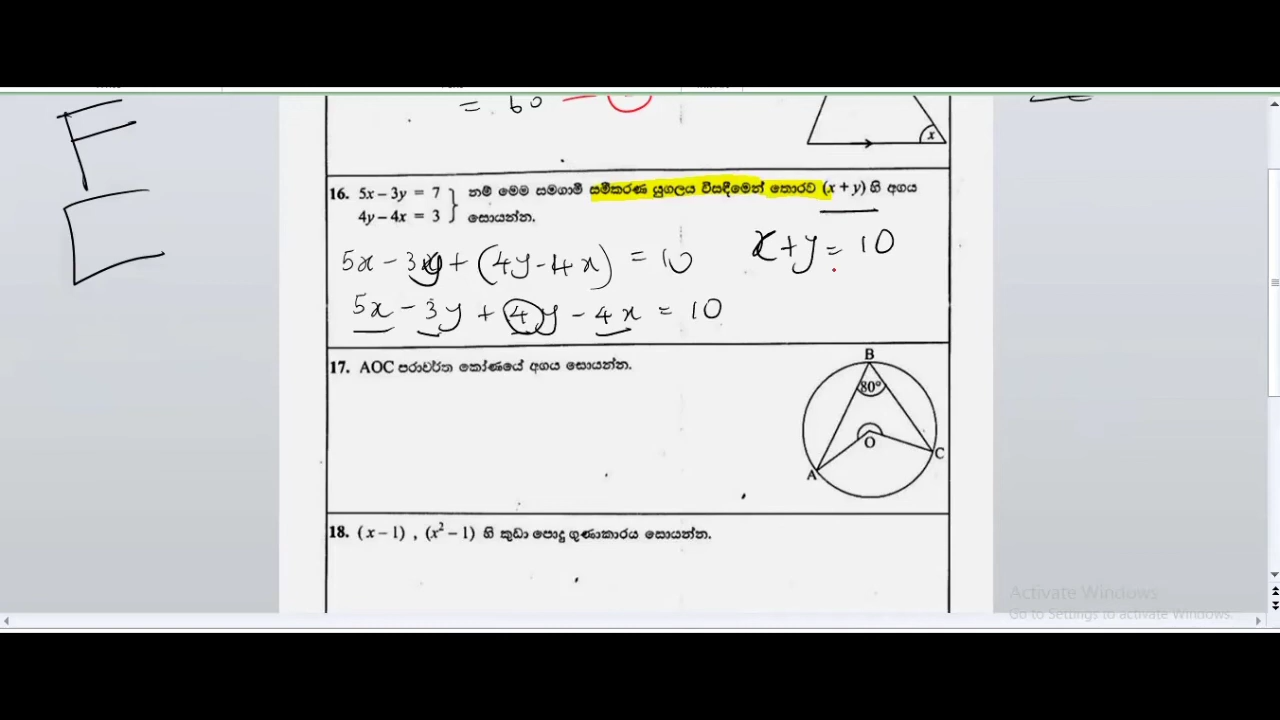 = 60
x
16. 5x – 3y = 7 } නම් මෙම සමගාමී සමීකරණ යුගලය විසඳීමෙන් තොරව (x + y) හි අගය
4y – 4x = 3 } සොයන්න.
5x – 3y + (4y – 4x) = 10
x + y = 10
5x – 3y + 4y – 4x = 10
17. AOC පරාවර්ත කෝණයේ අගය සොයන්න.
B
80°
O
A
C
18. (x – 1) , (x² – 1) හි කුඩා පොදු ගුණාකාරය සොයන්න.
F
E
Activate Windows
Go to Settings to activate Windows.